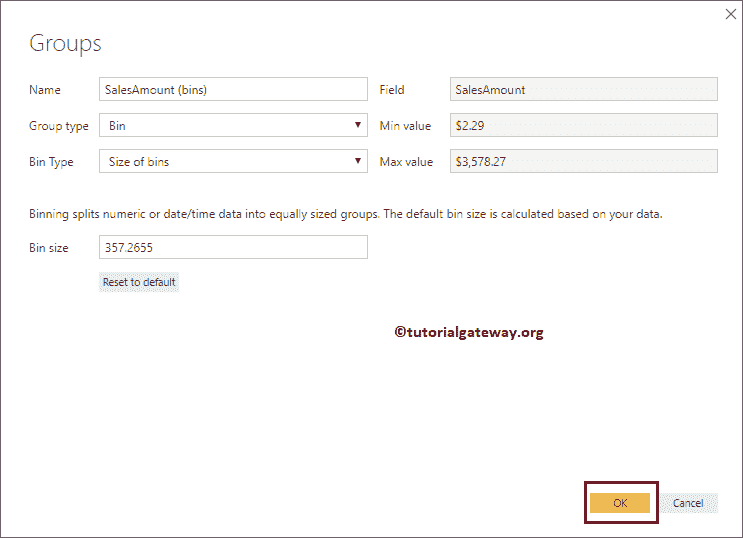 Groups
Name SalesAmount (bins) Field SalesAmount
Group type Bin Min value $2.29
Bin Type Size of bins Max value $3,578.27
Binning splits numeric or date/time data into equally sized groups. The default bin size is calculated based on your data.
Bin size 357.2655
Reset to default
©tutorialgateway.org
OK Cancel